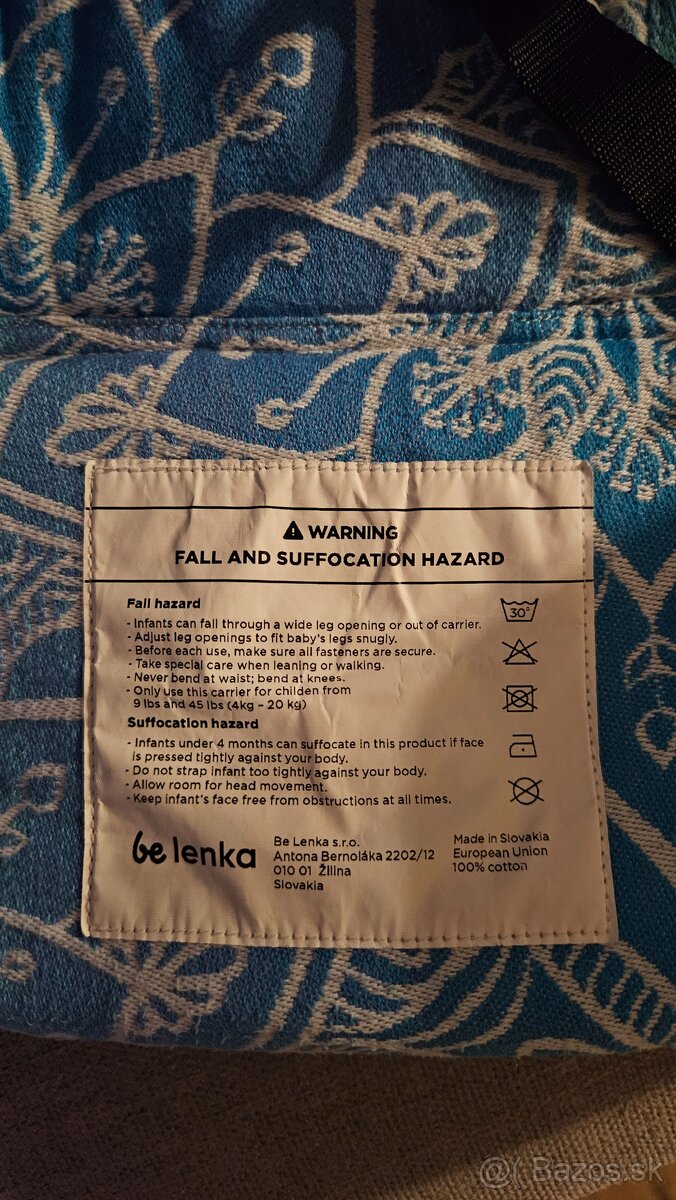 WARNING
FALL AND SUFFOCATION HAZARD
Fall hazard
- Infants can fall through a wide leg opening or out of carrier.
- Adjust leg openings to fit baby's legs snugly.
- Before each use, make sure all fasteners are secure.
- Take special care when leaning or walking.
- Never bend at waist; bend at knees.
- Only use this carrier for childen from
9 lbs and 45 lbs (4kg - 20 kg)
Suffocation hazard
- Infants under 4 months can suffocate in this product if face
is pressed tightly against your body.
- Do not strap infant too tightly against your body.
- Allow room for head movement.
- Keep infant's face free from obstructions at all times.
30°
be lenka
Be Lenka s.r.o.
Antona Bernoláka 2202/12
010 01 Žilina
Slovakia
Made in Slovakia
European Union
100% cotton
@( Bazos.sk